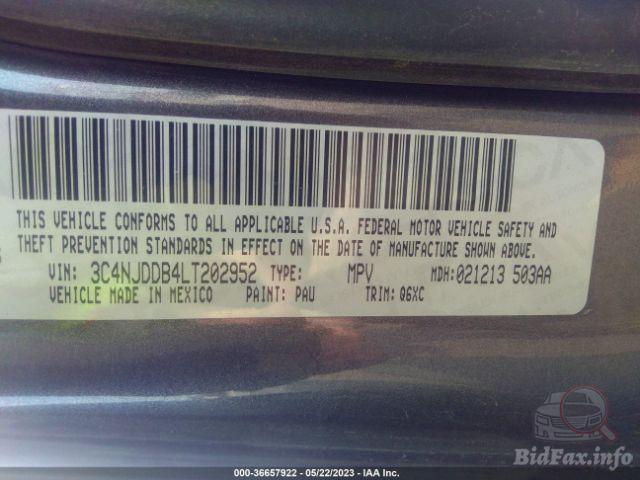 THIS VEHICLE CONFORMS TO ALL APPLICABLE U.S.A. FEDERAL MOTOR VEHICLE SAFETY AND
THEFT PREVENTION STANDARDS IN EFFECT ON THE DATE OF MANUFACTURE SHOWN ABOVE.
VIN: 3C4NJDDB4LT202952 TYPE: MPV MDH:021213 503AA
VEHICLE MADE IN MEXICO PAINT: PAU TRIM: Q6XC
BidFax.info
000-36657922 - 05/22/2023 - IAA Inc.